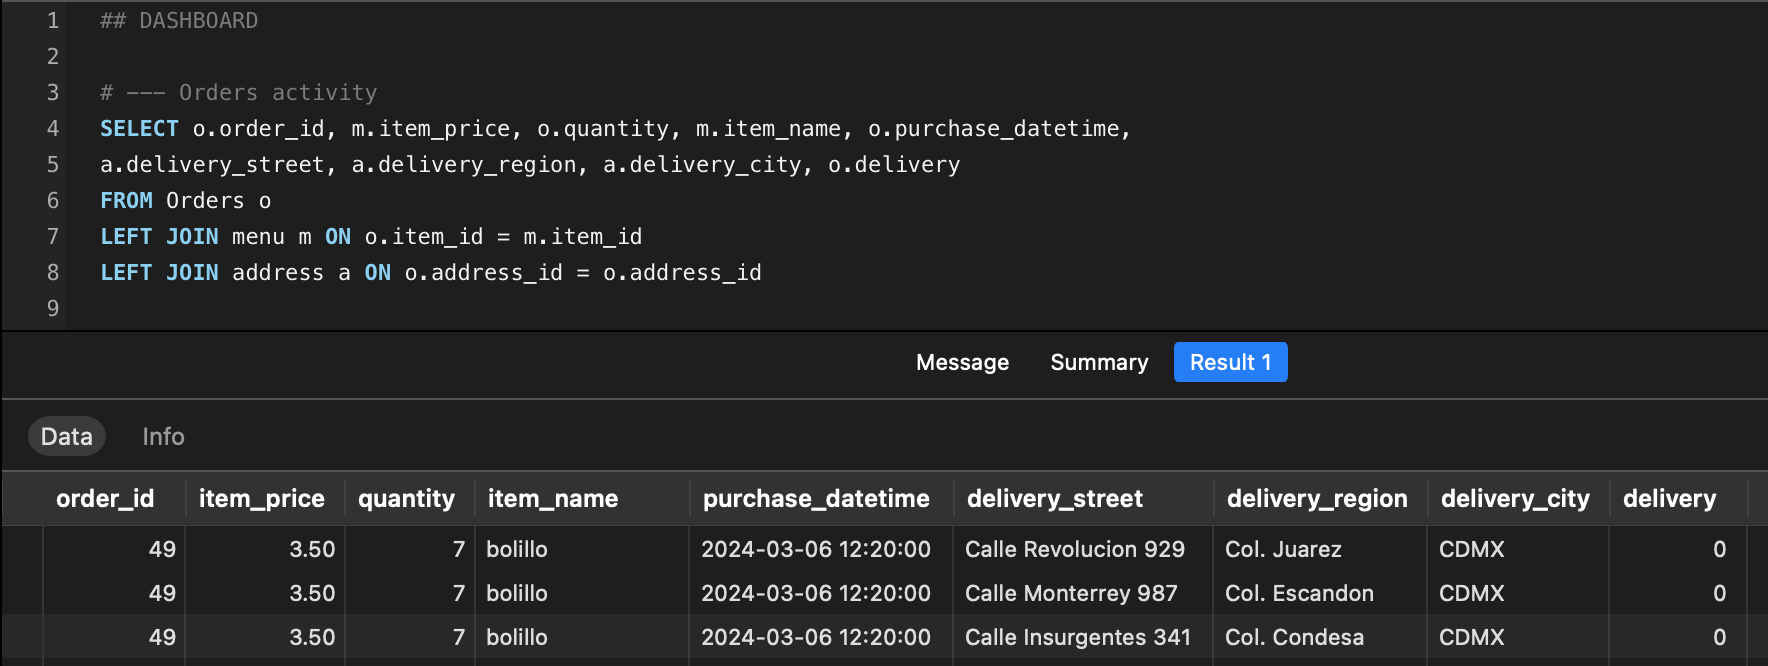 1 ## DASHBOARD
2
3 # --- Orders activity
4 SELECT o.order_id, m.item_price, o.quantity, m.item_name, o.purchase_datetime,
5 a.delivery_street, a.delivery_region, a.delivery_city, o.delivery
6 FROM Orders o
7 LEFT JOIN menu m ON o.item_id = m.item_id
8 LEFT JOIN address a ON o.address_id = o.address_id
9
Message Summary Result 1
Data Info
order_id item_price quantity item_name purchase_datetime delivery_street delivery_region delivery_city delivery
49 3.50 7 bolillo 2024-03-06 12:20:00 Calle Revolucion 929 Col. Juarez CDMX 0
49 3.50 7 bolillo 2024-03-06 12:20:00 Calle Monterrey 987 Col. Escandon CDMX 0
49 3.50 7 bolillo 2024-03-06 12:20:00 Calle Insurgentes 341 Col. Condesa CDMX 0